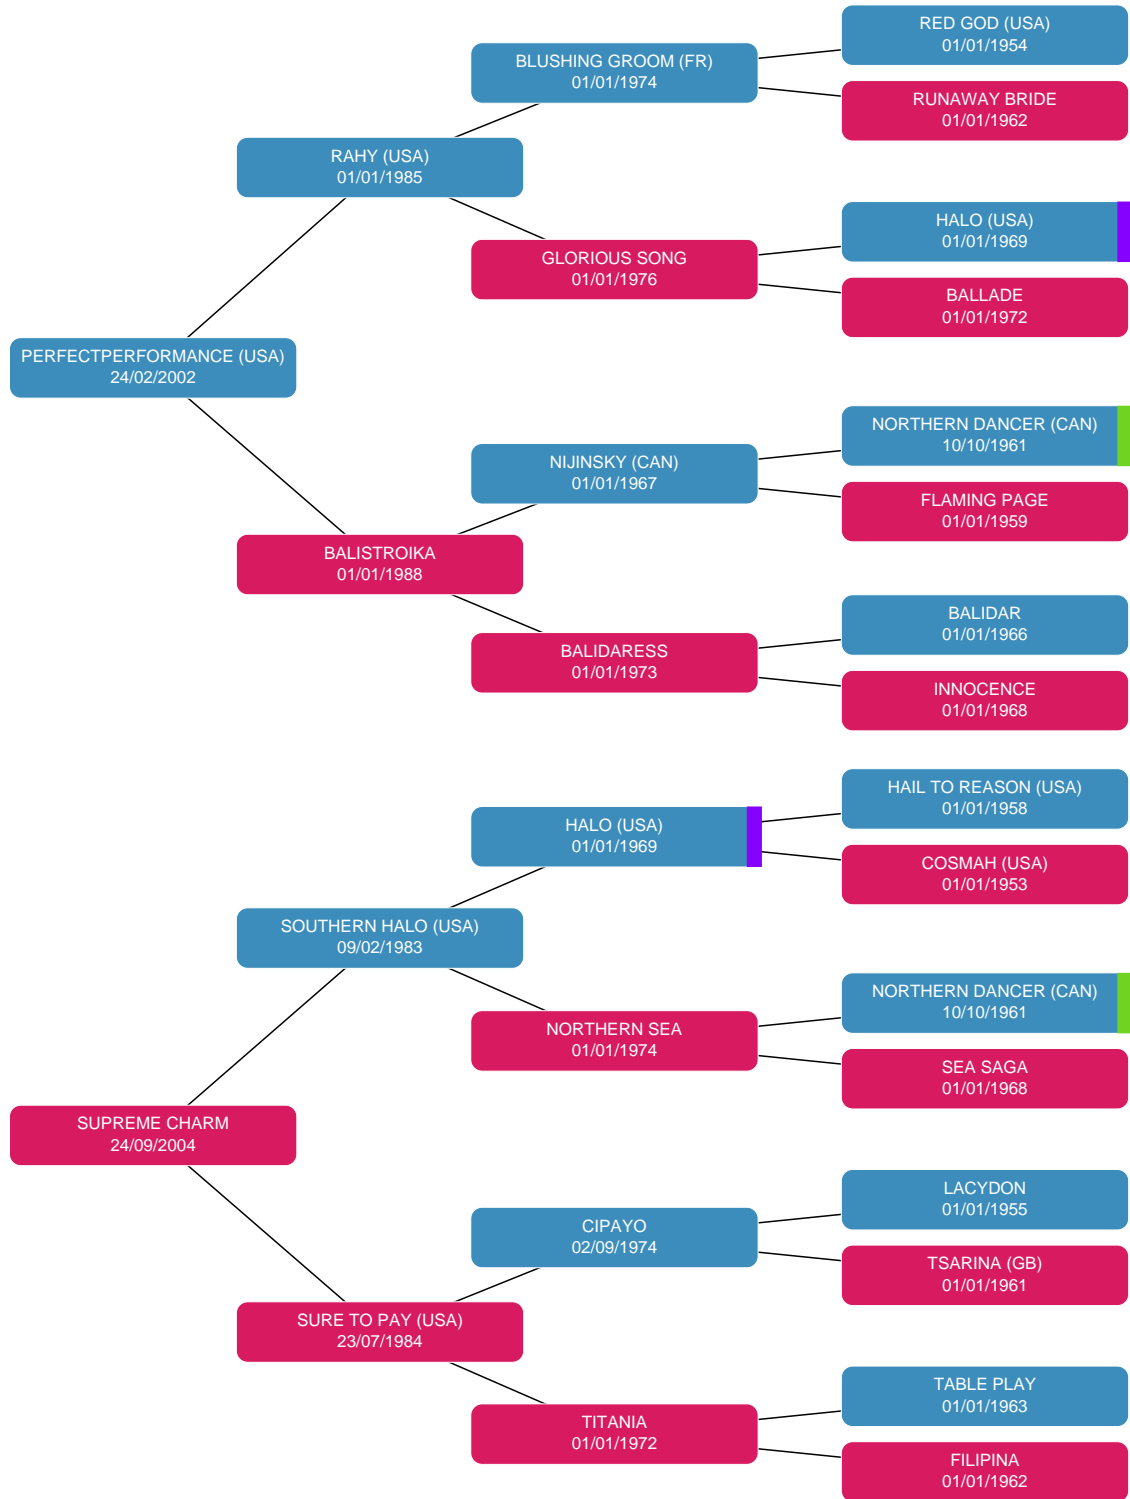 RED GOD (USA)
01/01/1954
BLUSHING GROOM (FR)
01/01/1974
RUNAWAY BRIDE
01/01/1962
RAHY (USA)
01/01/1985
HALO (USA)
01/01/1969
GLORIOUS SONG
01/01/1976
BALLADE
01/01/1972
PERFECTPERFORMANCE (USA)
24/02/2002
NORTHERN DANCER (CAN)
10/10/1961
NIJINSKY (CAN)
01/01/1967
FLAMING PAGE
01/01/1959
BALISTROIKA
01/01/1988
BALIDAR
01/01/1966
BALIDARESS
01/01/1973
INNOCENCE
01/01/1968
HAIL TO REASON (USA)
01/01/1958
HALO (USA)
01/01/1969
COSMAH (USA)
01/01/1953
SOUTHERN HALO (USA)
09/02/1983
NORTHERN DANCER (CAN)
10/10/1961
NORTHERN SEA
01/01/1974
SEA SAGA
01/01/1968
SUPREME CHARM
24/09/2004
LACYDON
01/01/1955
CIPAYO
02/09/1974
TSARINA (GB)
01/01/1961
SURE TO PAY (USA)
23/07/1984
TABLE PLAY
01/01/1963
TITANIA
01/01/1972
FILIPINA
01/01/1962